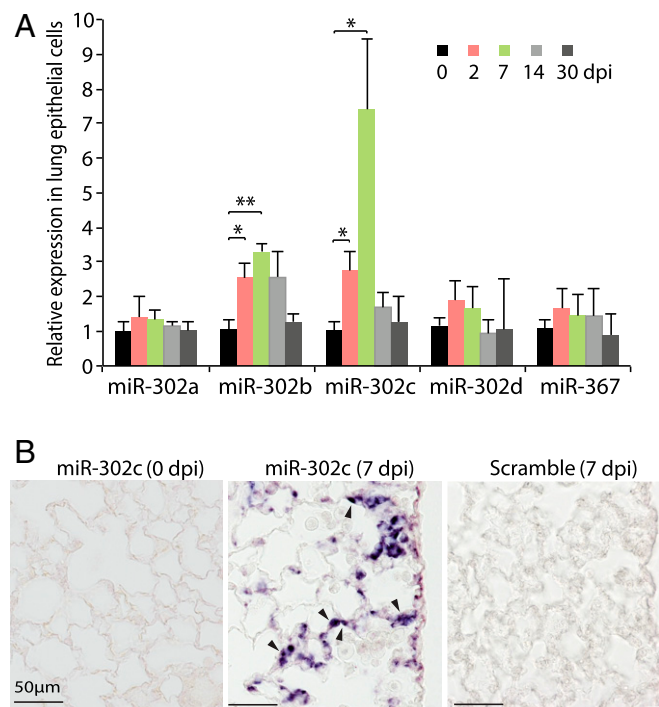 A
Relative expression in lung epithelial cells
10
9
8
7
6
5
4
3
2
1
0
*
**
*
*
0 2 7 14 30 dpi
miR-302a miR-302b miR-302c miR-302d miR-367
B
miR-302c (0 dpi) miR-302c (7 dpi) Scramble (7 dpi)
50μm